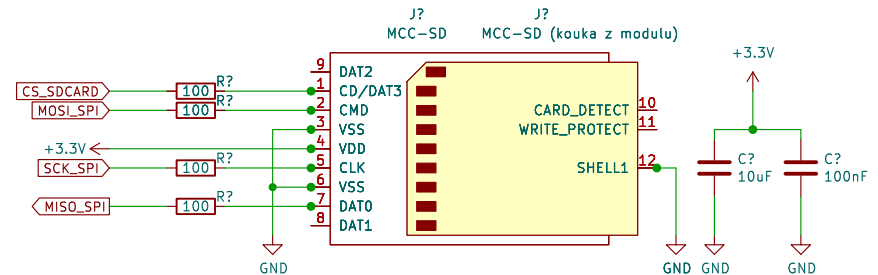 J? J?
MCC-SD MCC-SD (kouka z modulu)
+3.3V
9 DAT2
CS_SDCARD 100 R? 1 CD/DAT3
MOSI_SPI 100 R? 2 CMD
CARD_DETECT 10
3 VSS
WRITE_PROTECT 11
+3.3V 4 VDD
SCK_SPI 100 R? 5 CLK
SHELL1 12
C? 10uF
C? 100nF
6 VSS
MISO_SPI 100 R? 7 DAT0
8 DAT1
GND GND GND GND